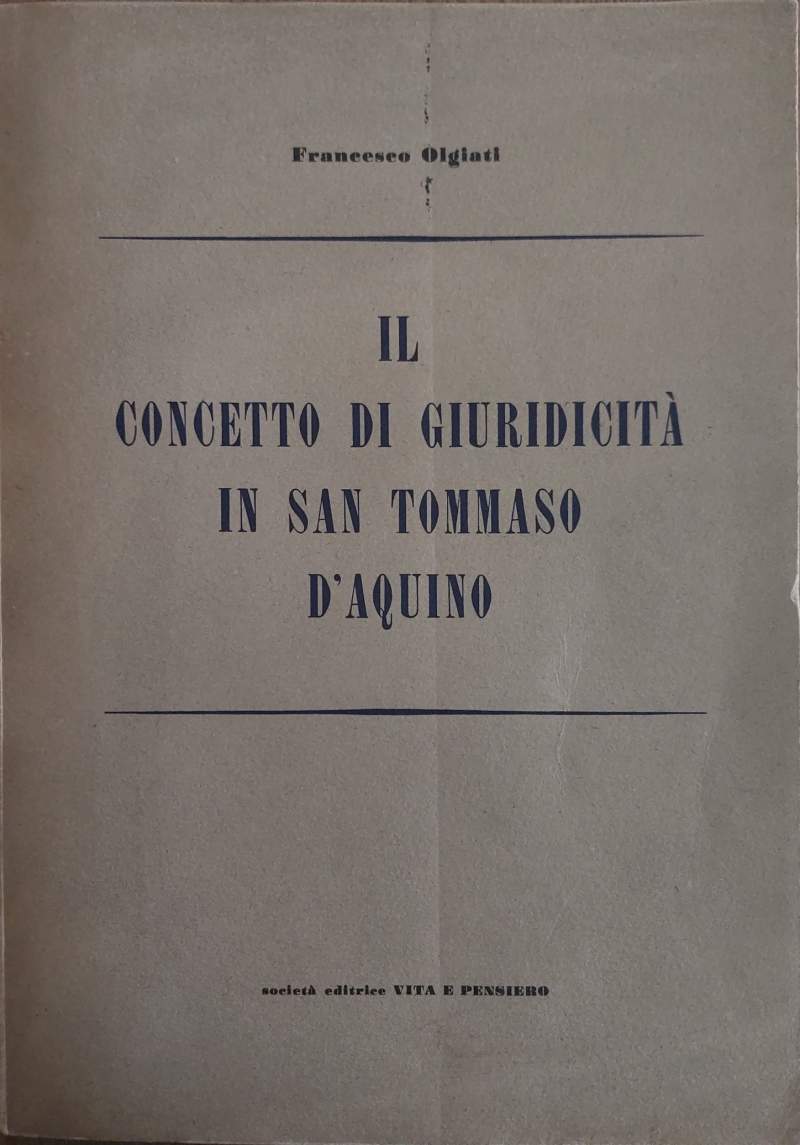 Francesco Olgiati
IL
CONCETTO DI GIURIDICITÀ
IN SAN TOMMASO
D'AQUINO
società editrice VITA E PENSIERO